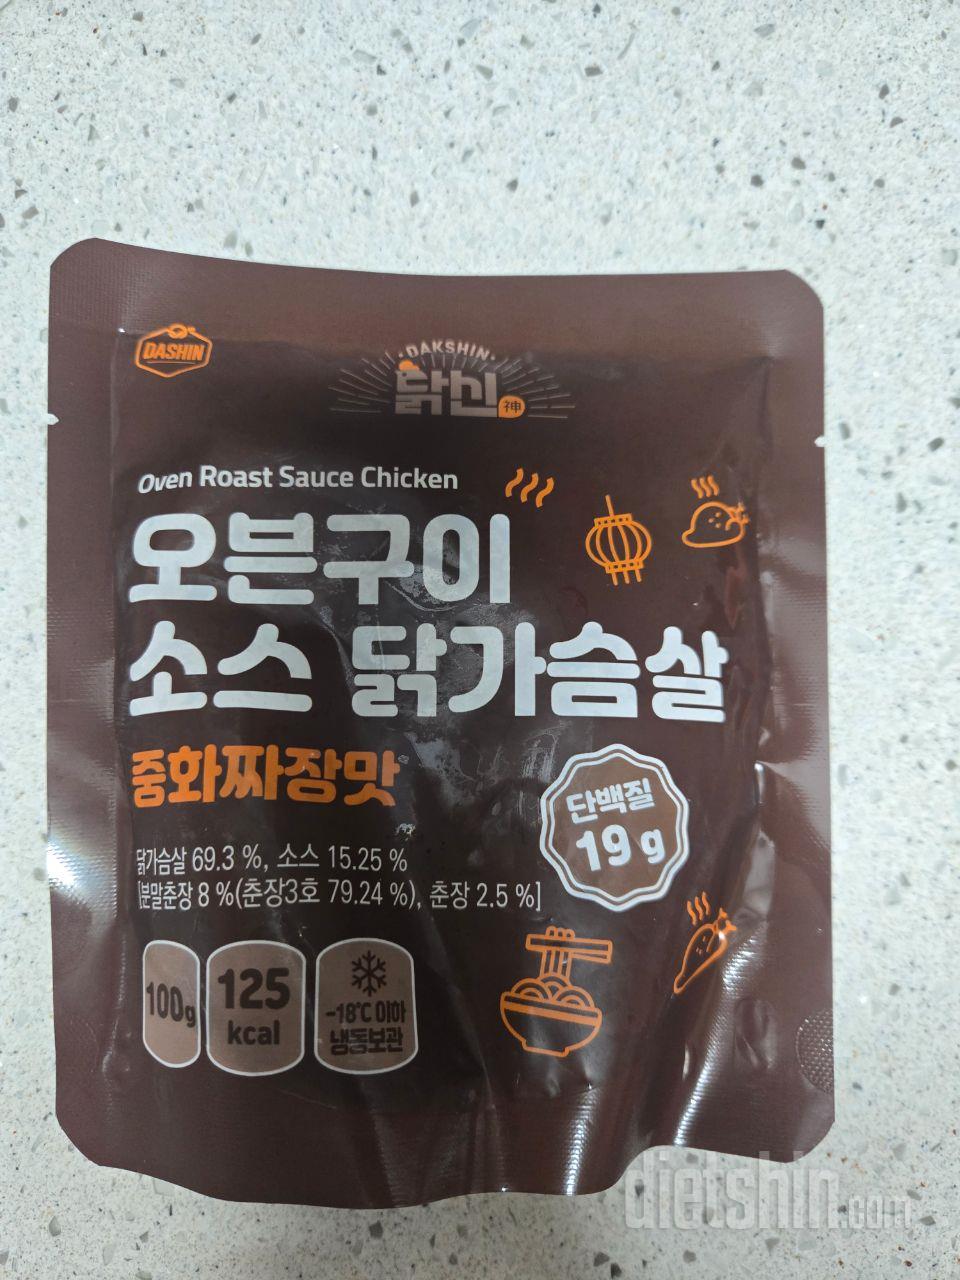 DASHIN
DAKSHIN
닭신
神
Oven Roast Sauce Chicken
오븐구이
소스 닭가슴살
중화짜장맛
단백질
19 g
닭가슴살 69.3 %, 소스 15.25 %
[분말춘장 8 %(춘장3호 79.24 %), 춘장 2.5 %]
100g
125
kcal
-18℃ 이하
냉동보관
dietshin.com